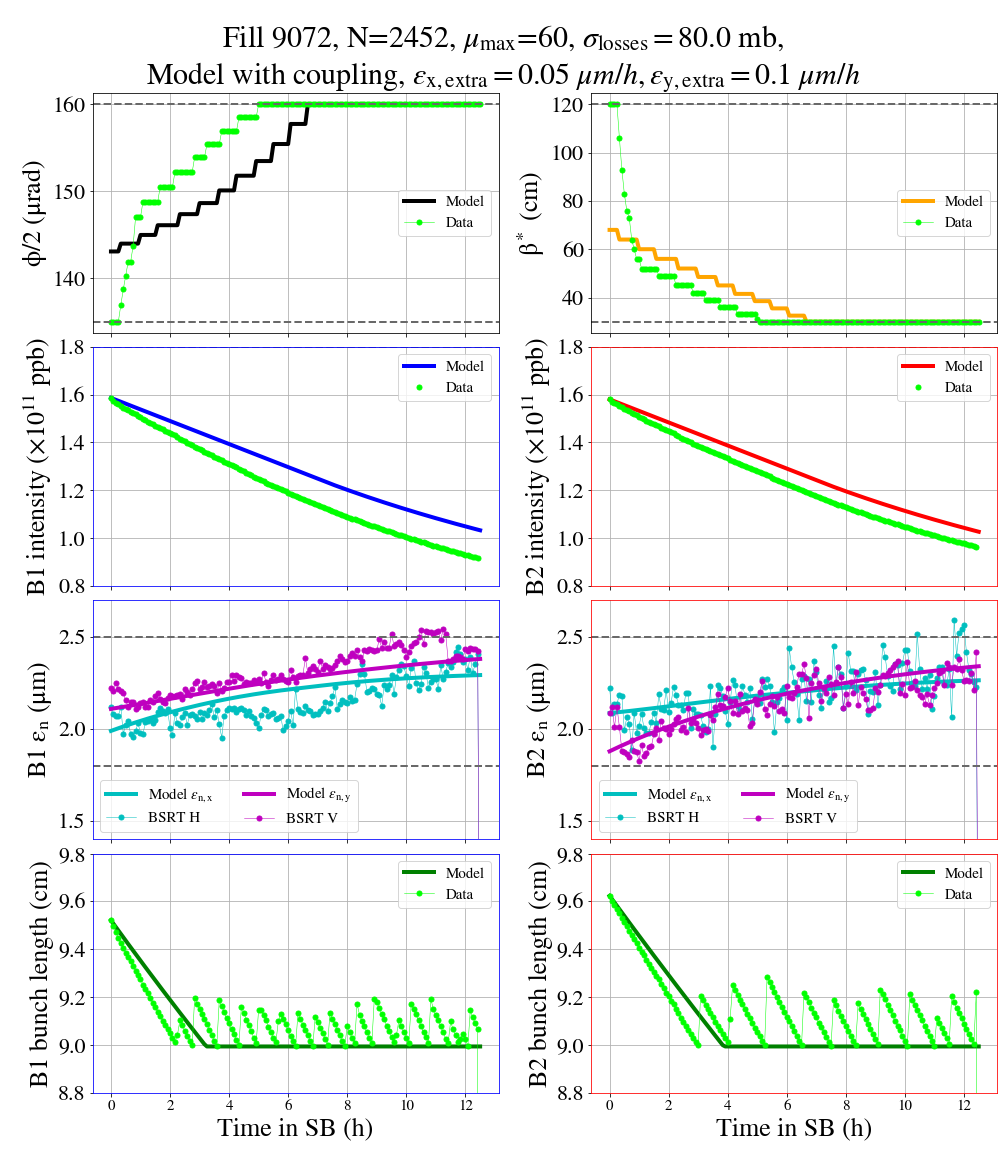 Fill 9072, N=2452, μmax=60, σlosses = 80.0 mb,
Model with coupling, εx, extra = 0.05 μm/h, εy, extra = 0.1 μm/h
ϕ/2 (μrad)
160
150
140
Model
Data
β* (cm)
120
100
80
60
40
Model
Data
B1 intensity (×10¹¹ ppb)
1.8
1.6
1.4
1.2
1.0
0.8
Model
Data
B2 intensity (×10¹¹ ppb)
1.8
1.6
1.4
1.2
1.0
0.8
Model
Data
B1 εn (μm)
2.5
2.0
1.5
Model εn,x
BSRT H
Model εn,y
BSRT V
B2 εn (μm)
2.5
2.0
1.5
Model εn,x
BSRT H
Model εn,y
BSRT V
B1 bunch length (cm)
9.8
9.6
9.4
9.2
9.0
8.8
Model
Data
0 2 4 6 8 10 12
Time in SB (h)
B2 bunch length (cm)
9.8
9.6
9.4
9.2
9.0
8.8
Model
Data
0 2 4 6 8 10 12
Time in SB (h)